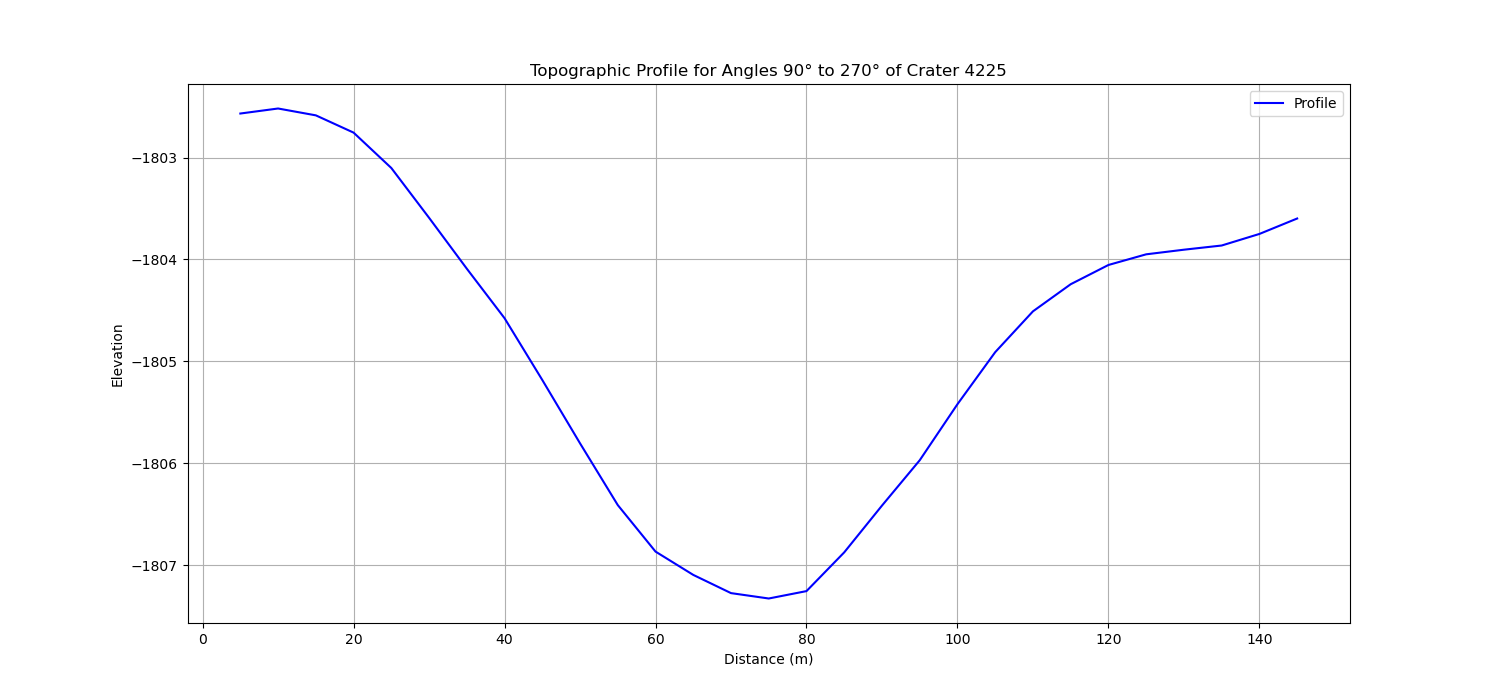 Topographic Profile for Angles 90° to 270° of Crater 4225
Profile
−1803
−1804
−1805
−1806
−1807
Elevation
0 20 40 60 80 100 120 140
Distance (m)